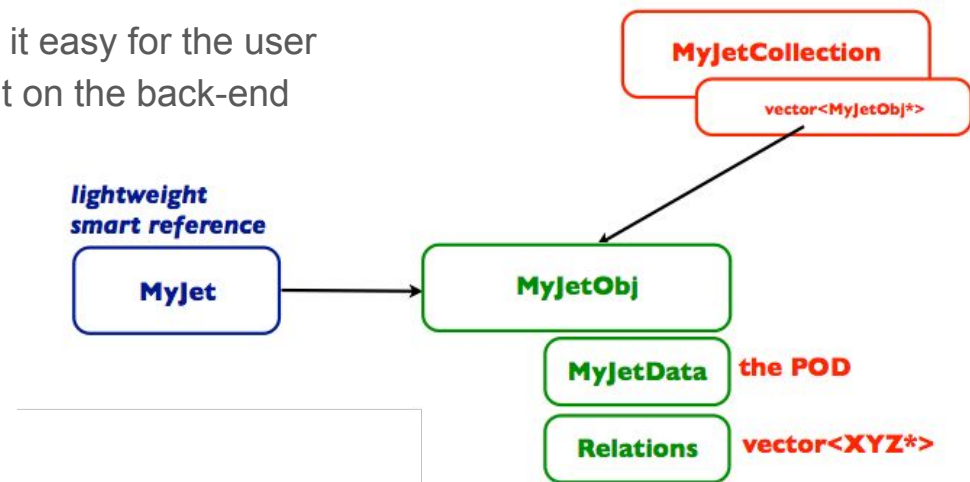 it easy for the user
t on the back-end
MyJetCollection
vector<MyJetObj*>
lightweight
smart reference
MyJet
MyJetObj
MyJetData
the POD
Relations
vector<XYZ*>